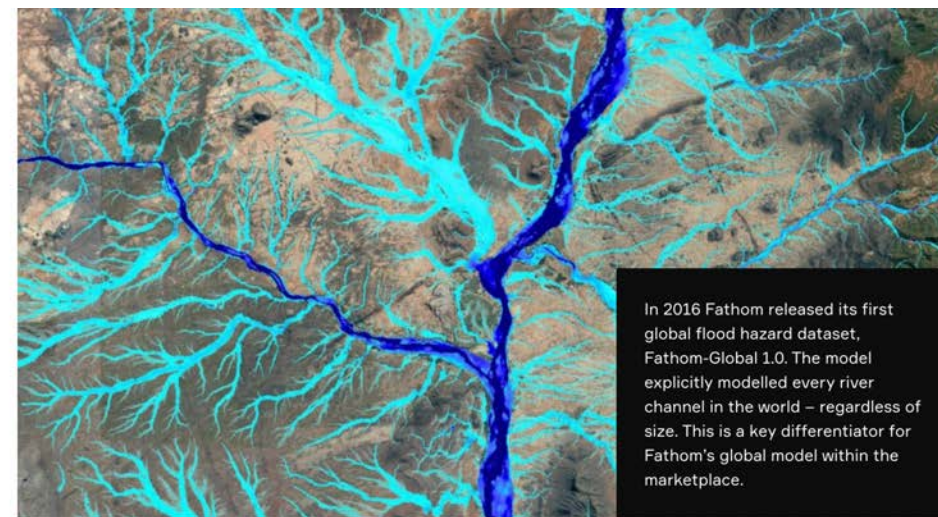 In 2016 Fathom released its first
global flood hazard dataset,
Fathom-Global 1.0. The model
explicitly modelled every river
channel in the world – regardless of
size. This is a key differentiator for
Fathom's global model within the
marketplace.